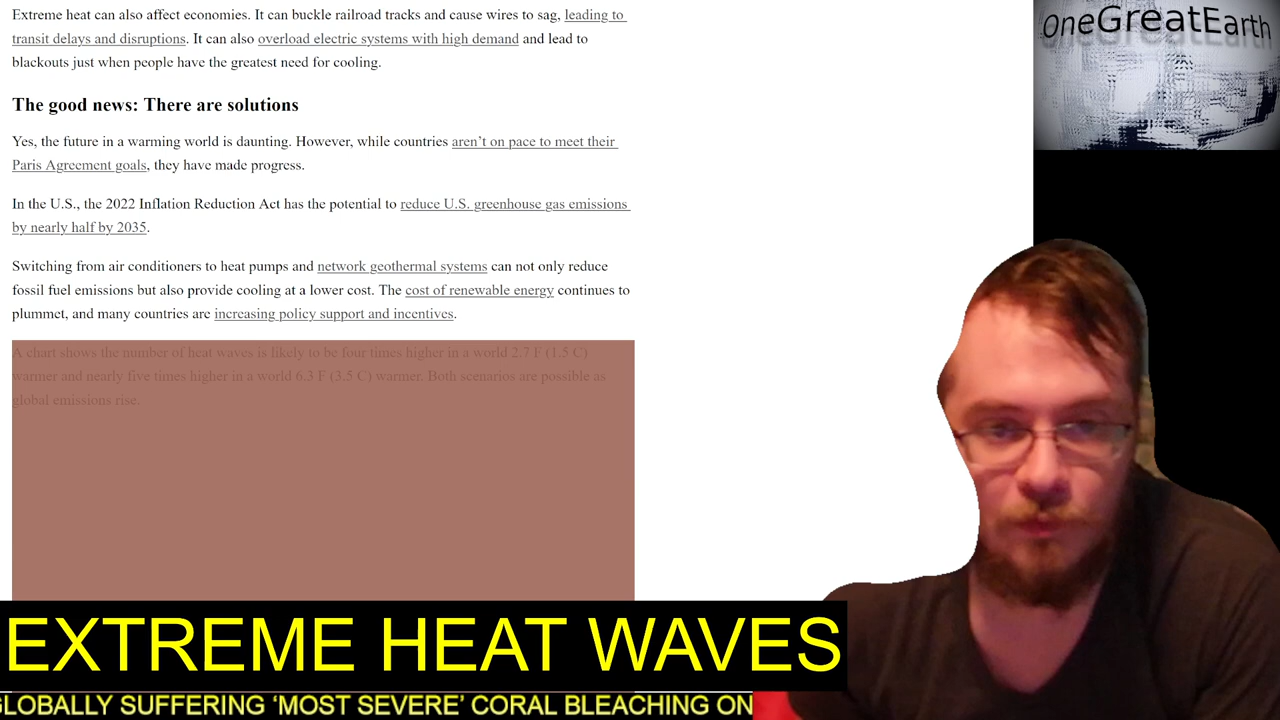 Extreme heat can also affect economies. It can buckle railroad tracks and cause wires to sag, leading to
transit delays and disruptions. It can also overload electric systems with high demand and lead to
blackouts just when people have the greatest need for cooling.
The good news: There are solutions
Yes, the future in a warming world is daunting. However, while countries aren’t on pace to meet their
Paris Agreement goals, they have made progress.
In the U.S., the 2022 Inflation Reduction Act has the potential to reduce U.S. greenhouse gas emissions
by nearly half by 2035.
Switching from air conditioners to heat pumps and network geothermal systems can not only reduce
fossil fuel emissions but also provide cooling at a lower cost. The cost of renewable energy continues to
plummet, and many countries are increasing policy support and incentives.
A chart shows the number of heat waves is likely to be four times higher in a world 2.7 F (1.5 C)
warmer and nearly five times higher in a world 6.3 F (3.5 C) warmer. Both scenarios are possible as
global emissions rise.
OneGreatEarth
EXTREME HEAT WAVES
GLOBALLY SUFFERING ‘MOST SEVERE’ CORAL BLEACHING ON